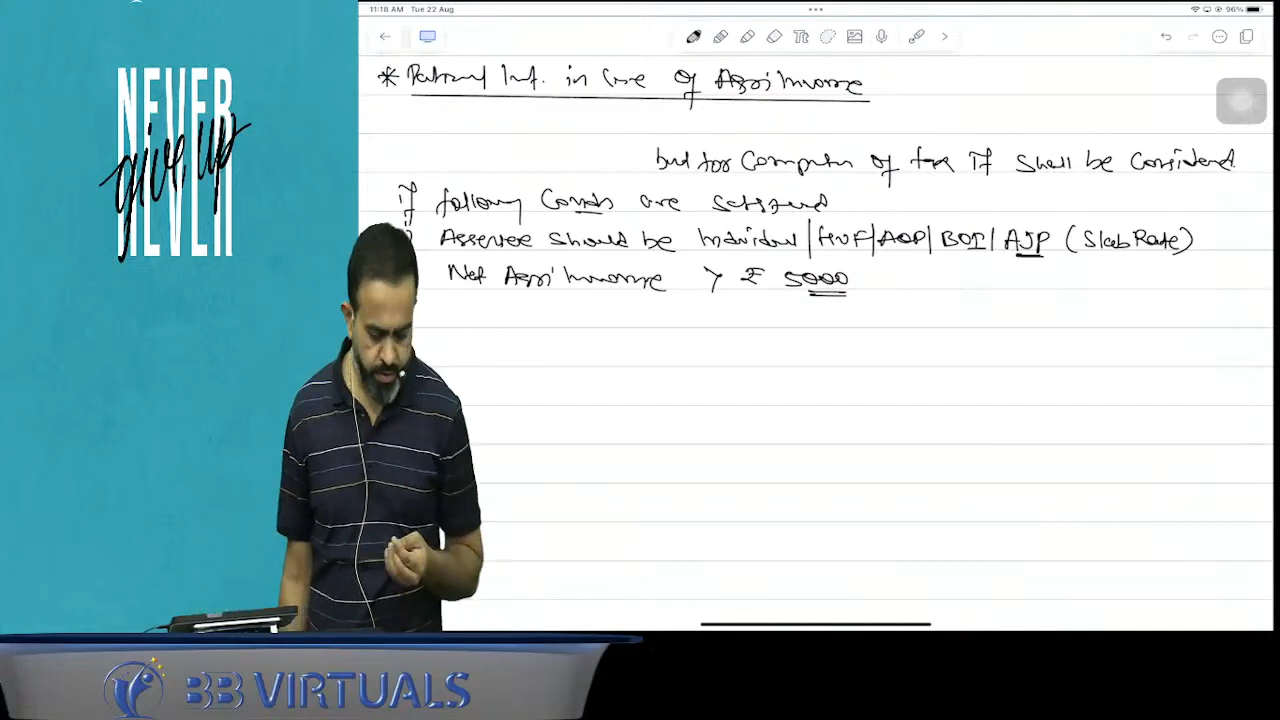 11:18 AM Tue 22 Aug
96%
NEVER
give up
NEVER
* Partial Int. in Case of Agri Income
but for Computn of tax it shall be Considered
if following Condns are satisfied
Assessee should be Individual/HUF/AOP/BOI/AJP (Slab Rate)
Net Agri Income > ₹ 5000
BB VIRTUALS